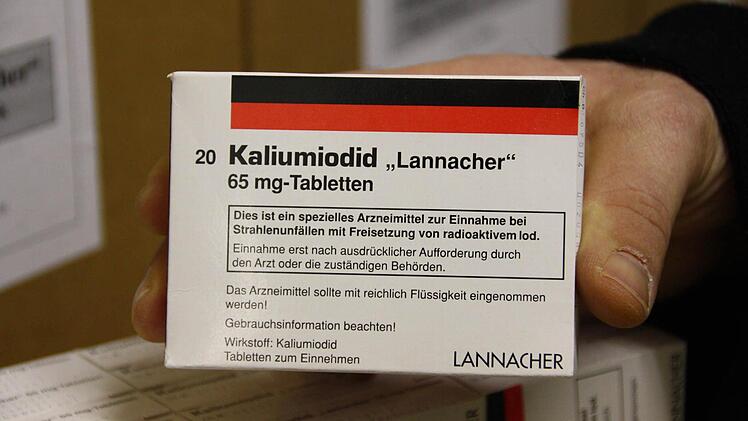 20 Kaliumiodid „Lannacher“
65 mg-Tabletten
Dies ist ein spezielles Arzneimittel zur Einnahme bei
Strahlenunfällen mit Freisetzung von radioaktivem Iod.
Einnahme erst nach ausdrücklicher Aufforderung durch
den Arzt oder die zuständigen Behörden.
Das Arzneimittel sollte mit reichlich Flüssigkeit eingenommen
werden!
Gebrauchsinformation beachten!
Wirkstoff: Kaliumiodid
Tabletten zum Einnehmen
LANNACHER